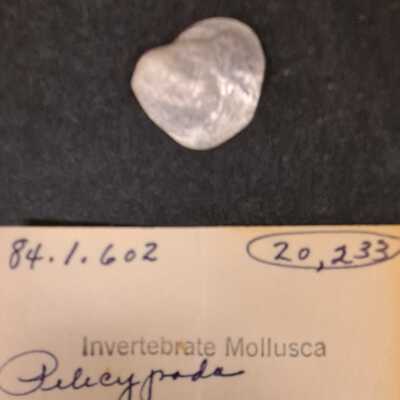 84.1.602 20,233
Invertebrate Mollusca
Pelecypoda